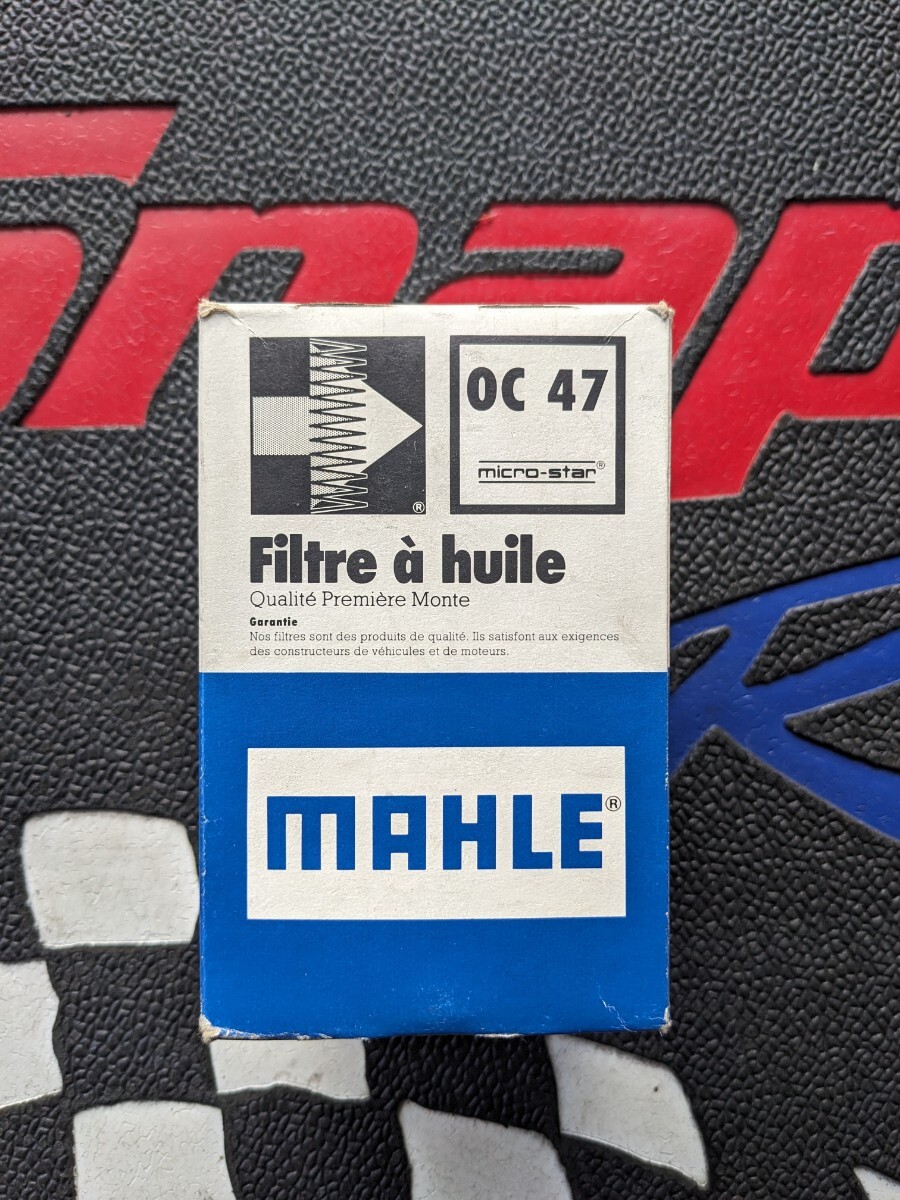 Snap
OC 47
micro-star®
®
Filtre à huile
Qualité Première Monte
Garantie
Nos filtres sont des produits de qualité. Ils satisfont aux exigences
des constructeurs de véhicules et de moteurs.
MAHLE®